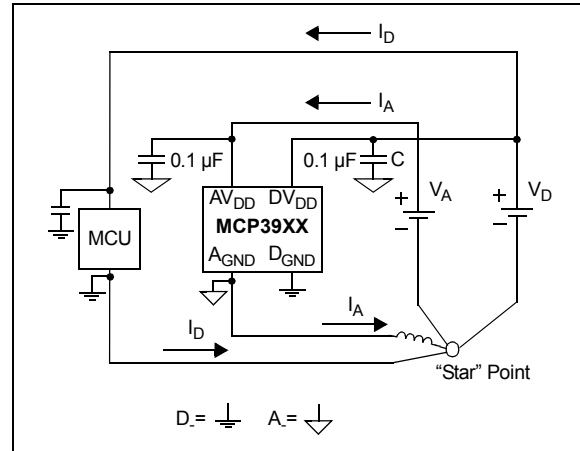 I_D
I_A
0.1 µF
0.1 µF C
V_A
V_D
+
+
–
–
AV_DD DV_DD
MCP39XX
A_GND D_GND
MCU
I_A
I_D
"Star" Point
D_-= A_-=